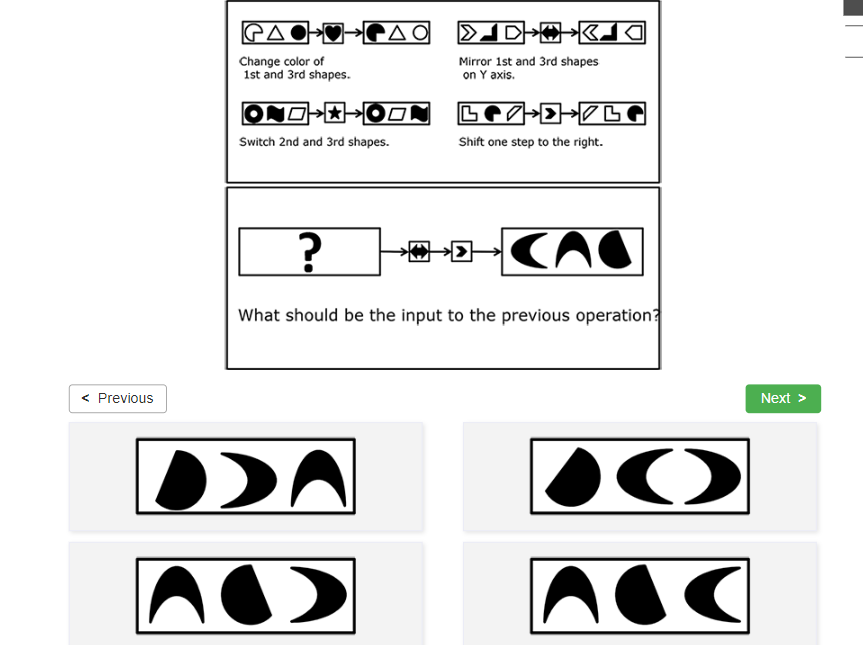 Change color of
1st and 3rd shapes.
Mirror 1st and 3rd shapes
on Y axis.
Switch 2nd and 3rd shapes.
Shift one step to the right.
?
What should be the input to the previous operation?
< Previous
Next >